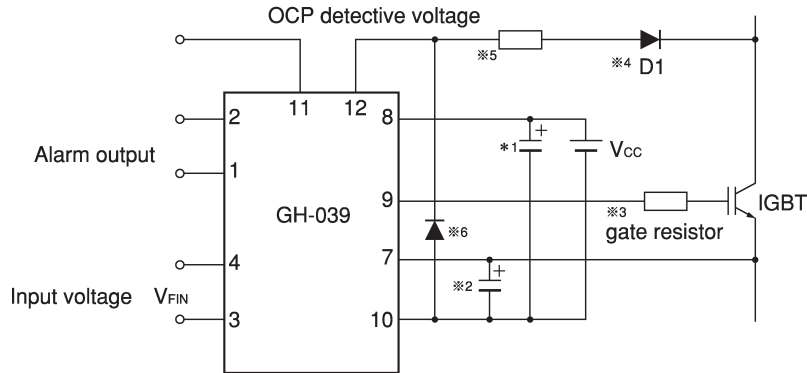 OCP detective voltage
※5
※4 D1
11
12
2
8
Alarm output
＊1
VCC
1
9
GH-039
※3
IGBT
gate resistor
※6
4
7
Input voltage VFIN
※2
3
10